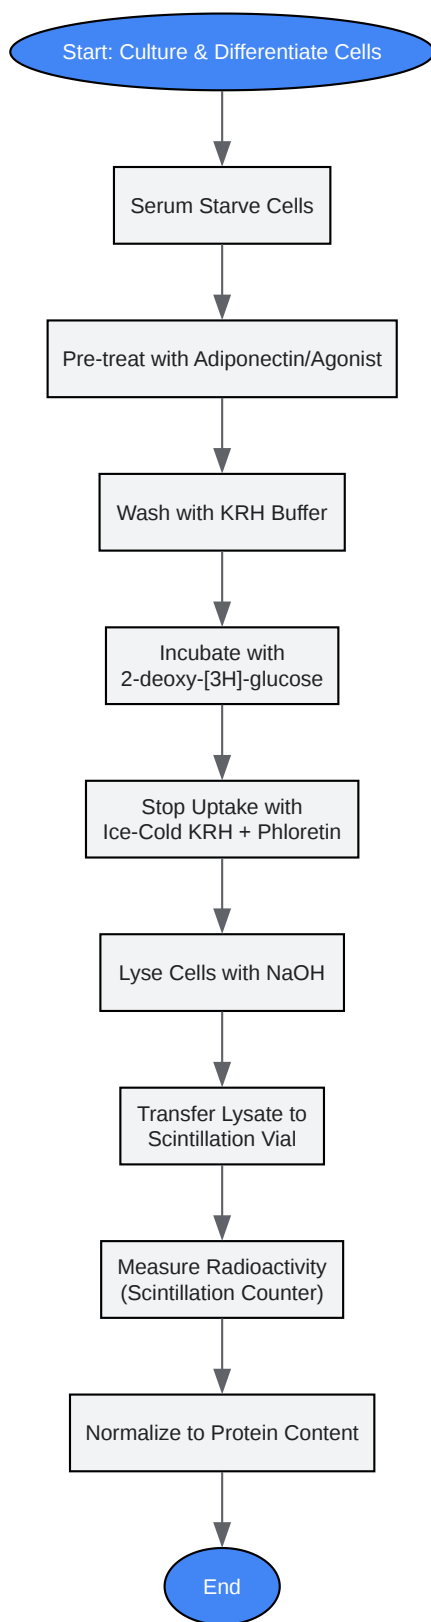 Start: Culture & Differentiate Cells
Serum Starve Cells
Pre-treat with Adiponectin/Agonist
Wash with KRH Buffer
Incubate with
2-deoxy-[3H]-glucose
Stop Uptake with
Ice-Cold KRH + Phloretin
Lyse Cells with NaOH
Transfer Lysate to
Scintillation Vial
Measure Radioactivity
(Scintillation Counter)
Normalize to Protein Content
End